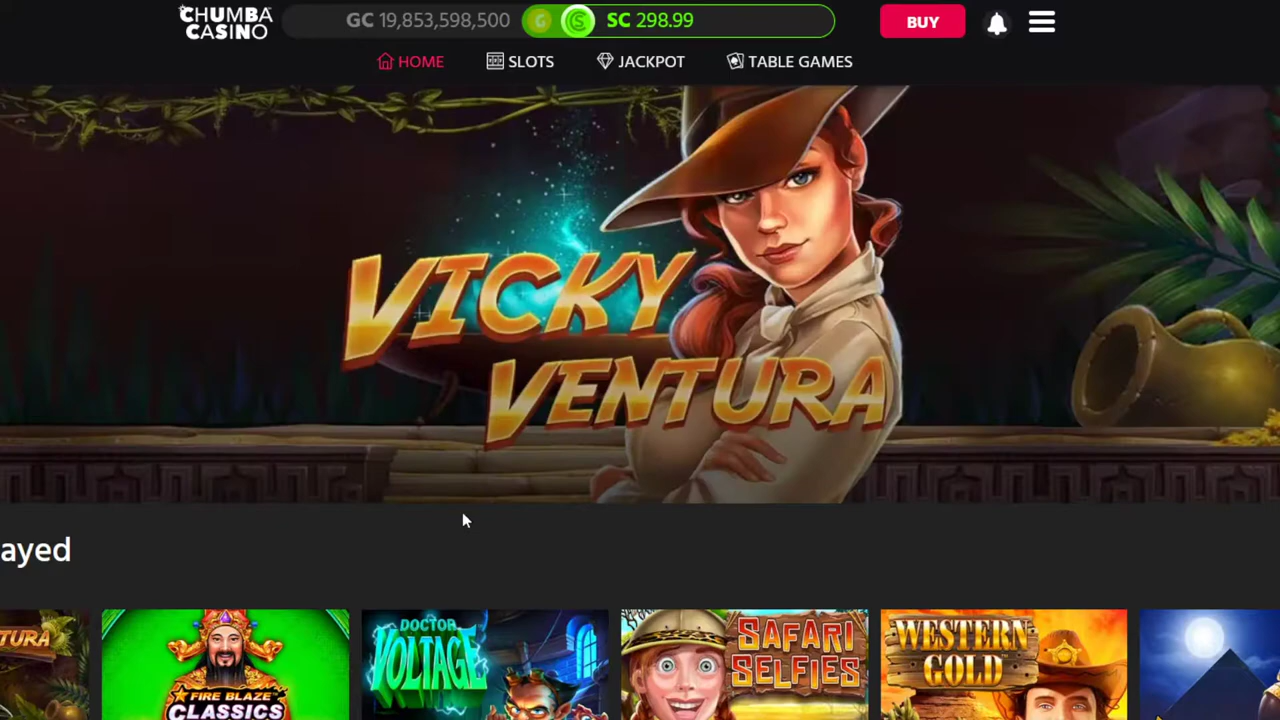 CHUMBA
CASINO
GC 19,853,598,500
G
S
SC 298.99
BUY
HOME
SLOTS
JACKPOT
TABLE GAMES
VICKY
VENTURA
ayed
TURA
FIRE BLAZE
CLASSICS
DOCTOR
VOLTAGE
SAFARI
SELFIES
WESTERN
GOLD